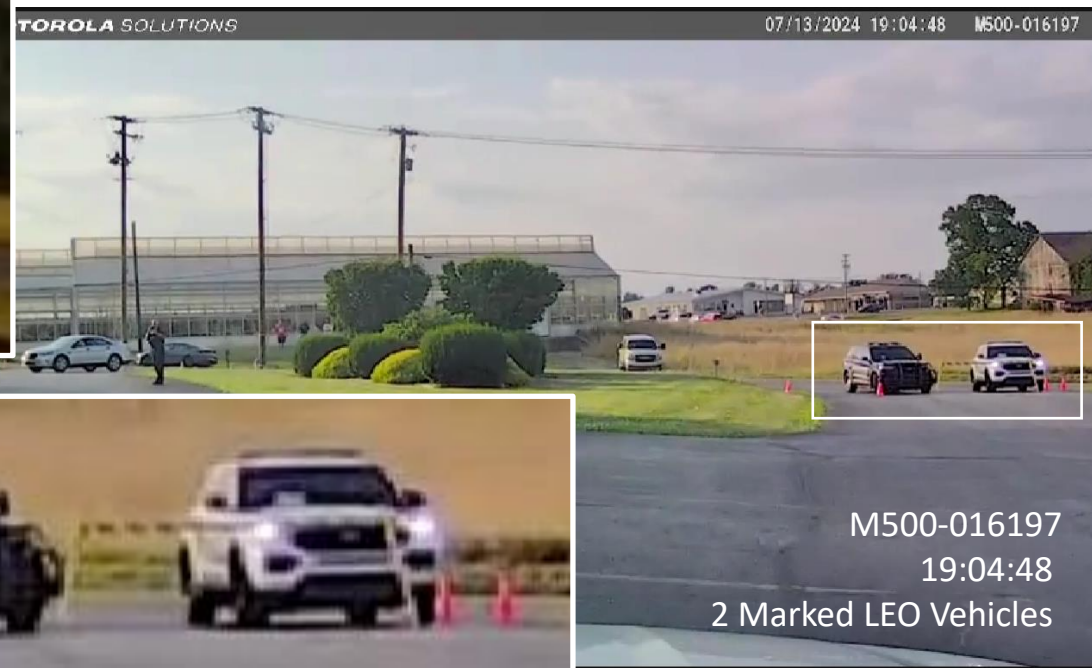 TOROLA SOLUTIONS
07/13/2024 19:04:48 M500-016197
M500-016197
19:04:48
2 Marked LEO Vehicles